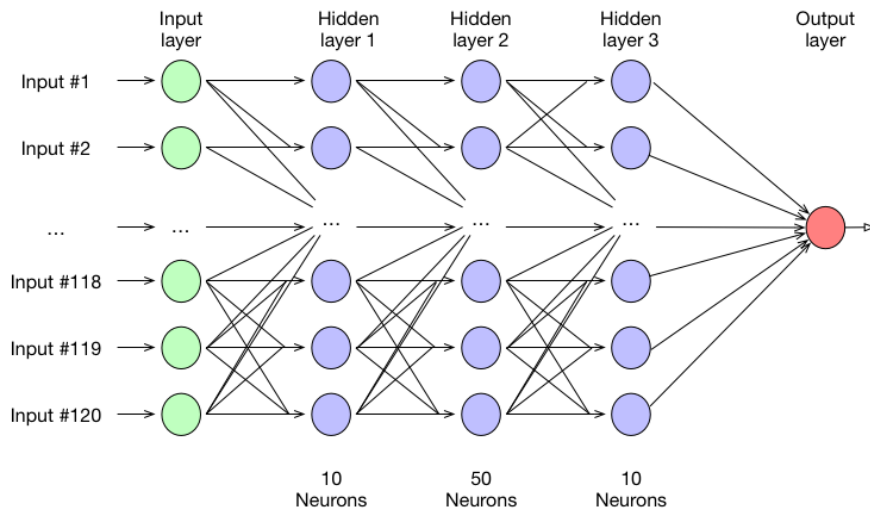 Input
layer
Hidden
layer 1
Hidden
layer 2
Hidden
layer 3
Output
layer
Input #1
Input #2
...
...
...
...
...
Input #118
Input #119
Input #120
10
Neurons
50
Neurons
10
Neurons